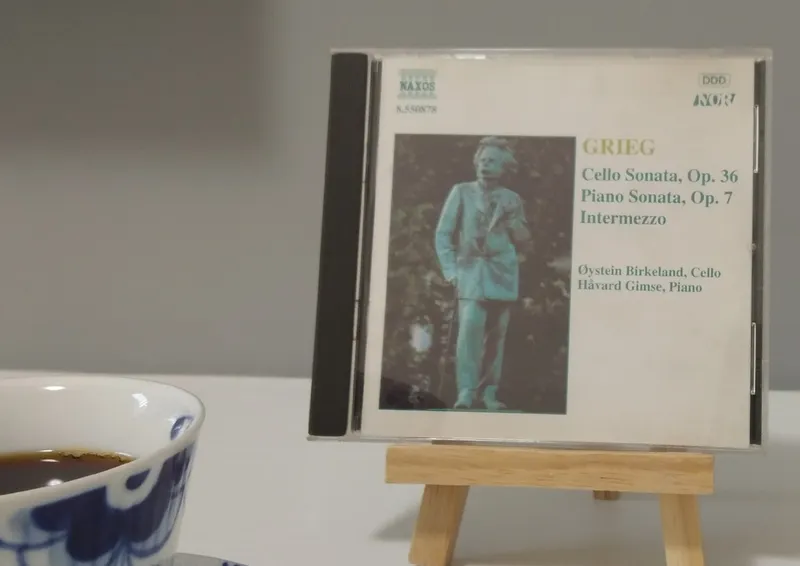 NAXOS
8.550878
DDD
NOR
GRIEG
Cello Sonata, Op. 36
Piano Sonata, Op. 7
Intermezzo
Øystein Birkeland, Cello
Håvard Gimse, Piano